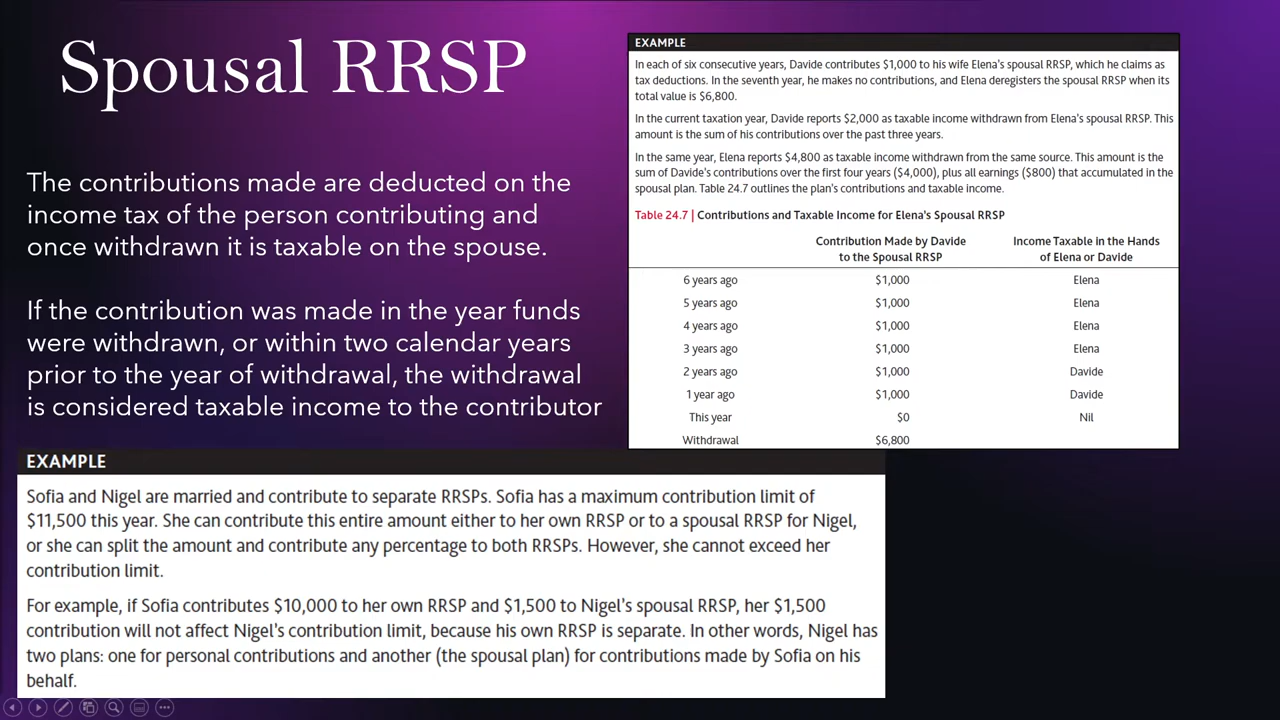 Spousal RRSP
The contributions made are deducted on the
income tax of the person contributing and
once withdrawn it is taxable on the spouse.
If the contribution was made in the year funds
were withdrawn, or within two calendar years
prior to the year of withdrawal, the withdrawal
is considered taxable income to the contributor
EXAMPLE
In each of six consecutive years, Davide contributes $1,000 to his wife Elena's spousal RRSP, which he claims as
tax deductions. In the seventh year, he makes no contributions, and Elena deregisters the spousal RRSP when its
total value is $6,800.
In the current taxation year, Davide reports $2,000 as taxable income withdrawn from Elena's spousal RRSP. This
amount is the sum of his contributions over the past three years.
In the same year, Elena reports $4,800 as taxable income withdrawn from the same source. This amount is the
sum of Davide's contributions over the first four years ($4,000), plus all earnings ($800) that accumulated in the
spousal plan. Table 24.7 outlines the plan's contributions and taxable income.
Table 24.7 | Contributions and Taxable Income for Elena's Spousal RRSP
Contribution Made by Davide Income Taxable in the Hands
to the Spousal RRSP of Elena or Davide
6 years ago $1,000 Elena
5 years ago $1,000 Elena
4 years ago $1,000 Elena
3 years ago $1,000 Elena
2 years ago $1,000 Davide
1 year ago $1,000 Davide
This year $0 Nil
Withdrawal $6,800
EXAMPLE
Sofia and Nigel are married and contribute to separate RRSPs. Sofia has a maximum contribution limit of
$11,500 this year. She can contribute this entire amount either to her own RRSP or to a spousal RRSP for Nigel,
or she can split the amount and contribute any percentage to both RRSPs. However, she cannot exceed her
contribution limit.
For example, if Sofia contributes $10,000 to her own RRSP and $1,500 to Nigel's spousal RRSP, her $1,500
contribution will not affect Nigel's contribution limit, because his own RRSP is separate. In other words, Nigel has
two plans: one for personal contributions and another (the spousal plan) for contributions made by Sofia on his
behalf.